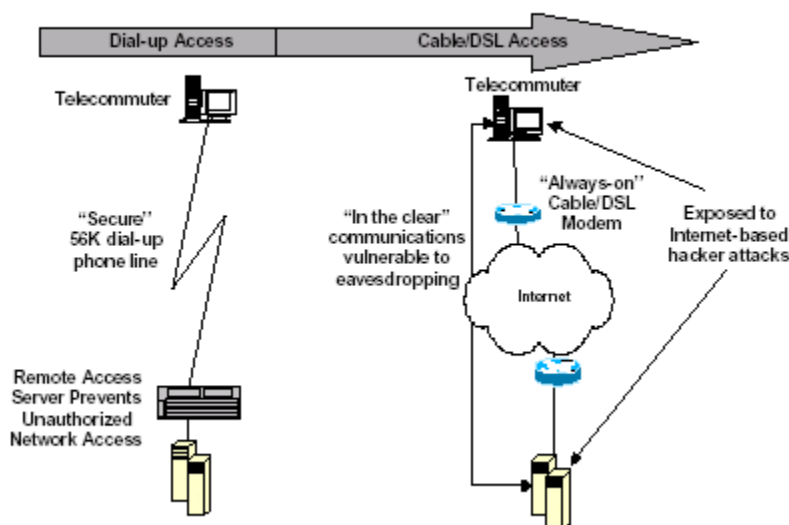 Dial-up Access
Cable/DSL Access
Telecommuter
Telecommuter
"Secure"
56K dial-up
phone line
"In the clear"
communications
vulnerable to
eavesdropping
"Always-on"
Cable/DSL
Modem
Exposed to
Internet-based
hacker attacks
Internet
Remote Access
Server Prevents
Unauthorized
Network Access